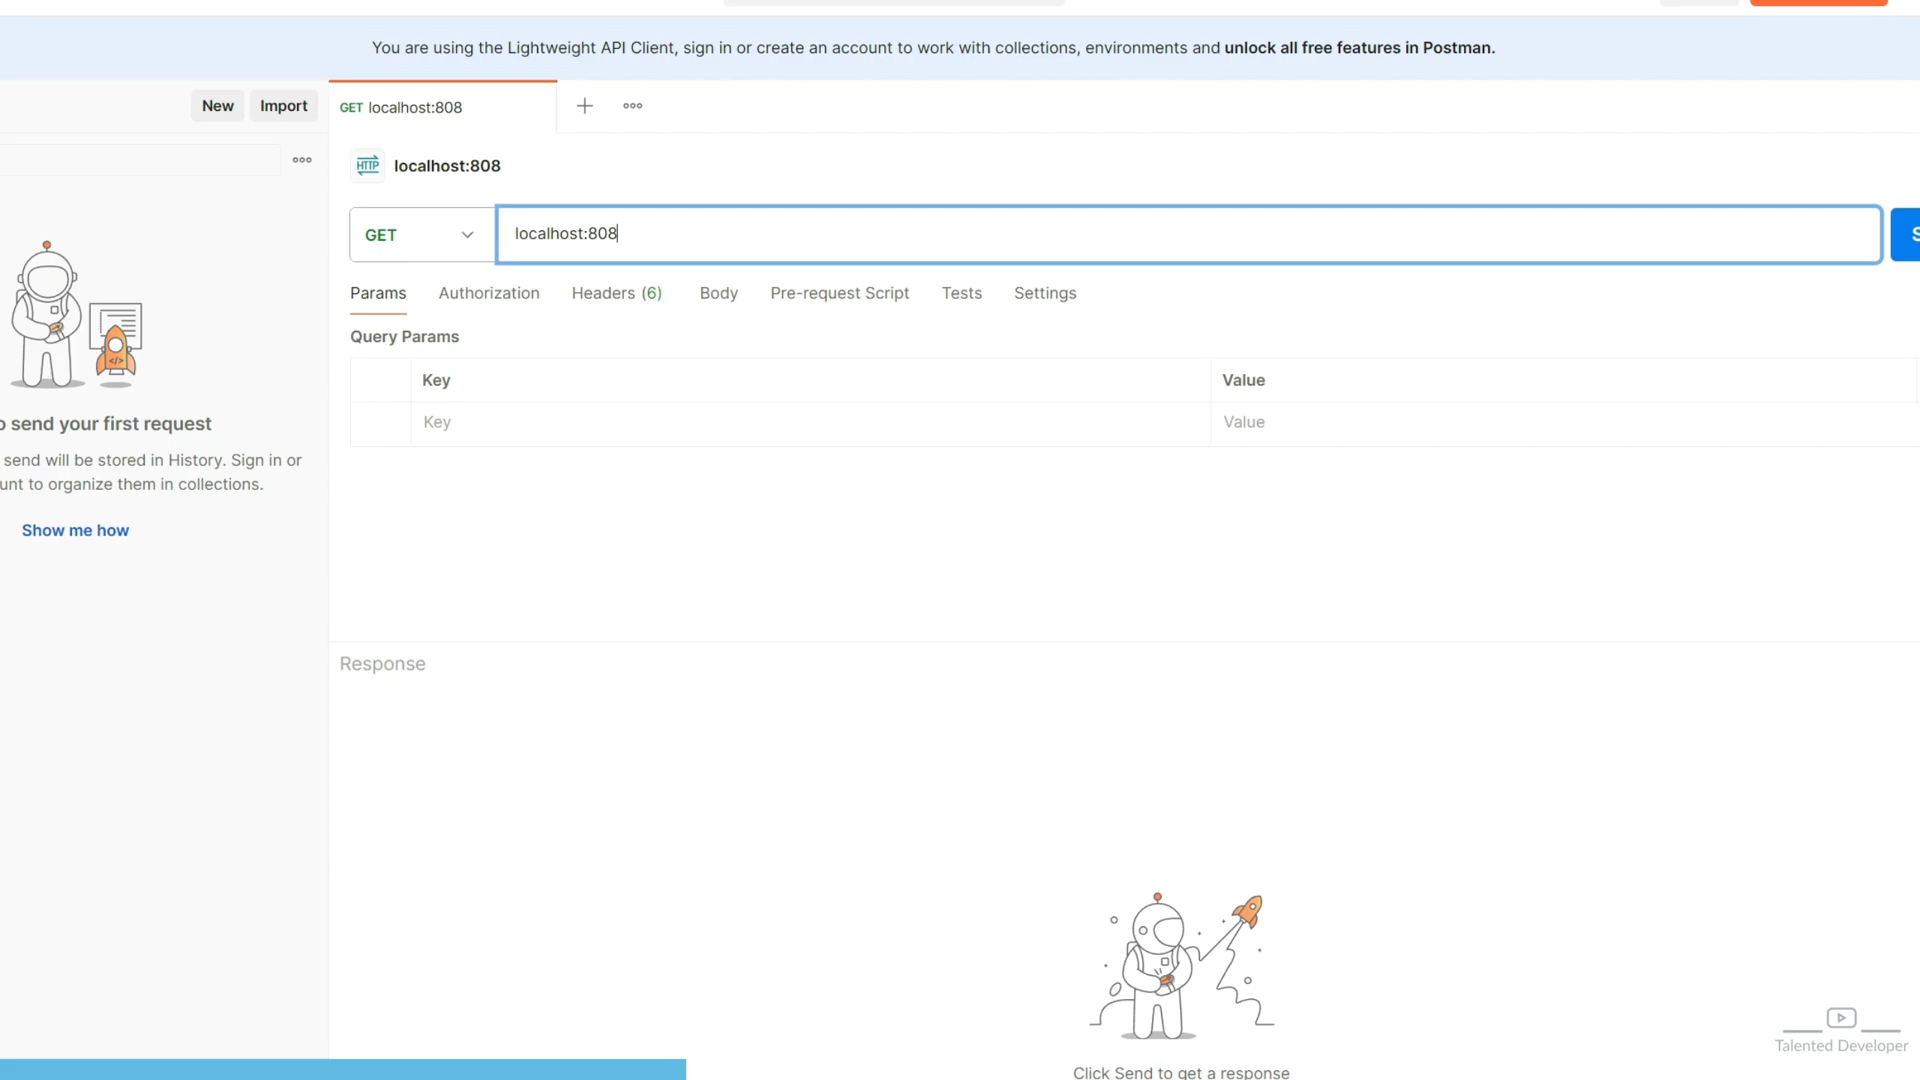 You are using the Lightweight API Client, sign in or create an account to work with collections, environments and unlock all free features in Postman.
New
Import
GET localhost:808
HTTP localhost:808
GET
localhost:808
Params
Authorization
Headers (6)
Body
Pre-request Script
Tests
Settings
Query Params
Key
Value
Key
Value
send your first request
send will be stored in History. Sign in or
unt to organize them in collections.
Show me how
</>
Response
Click Send to get a response
Talented Developer